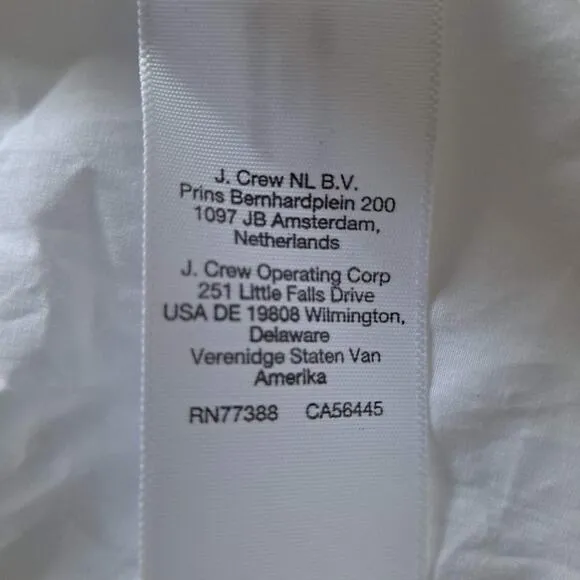 J. Crew NL B.V.
Prins Bernhardplein 200
1097 JB Amsterdam,
Netherlands
J. Crew Operating Corp
251 Little Falls Drive
USA DE 19808 Wilmington,
Delaware
Verenidge Staten Van
Amerika
RN77388 CA56445